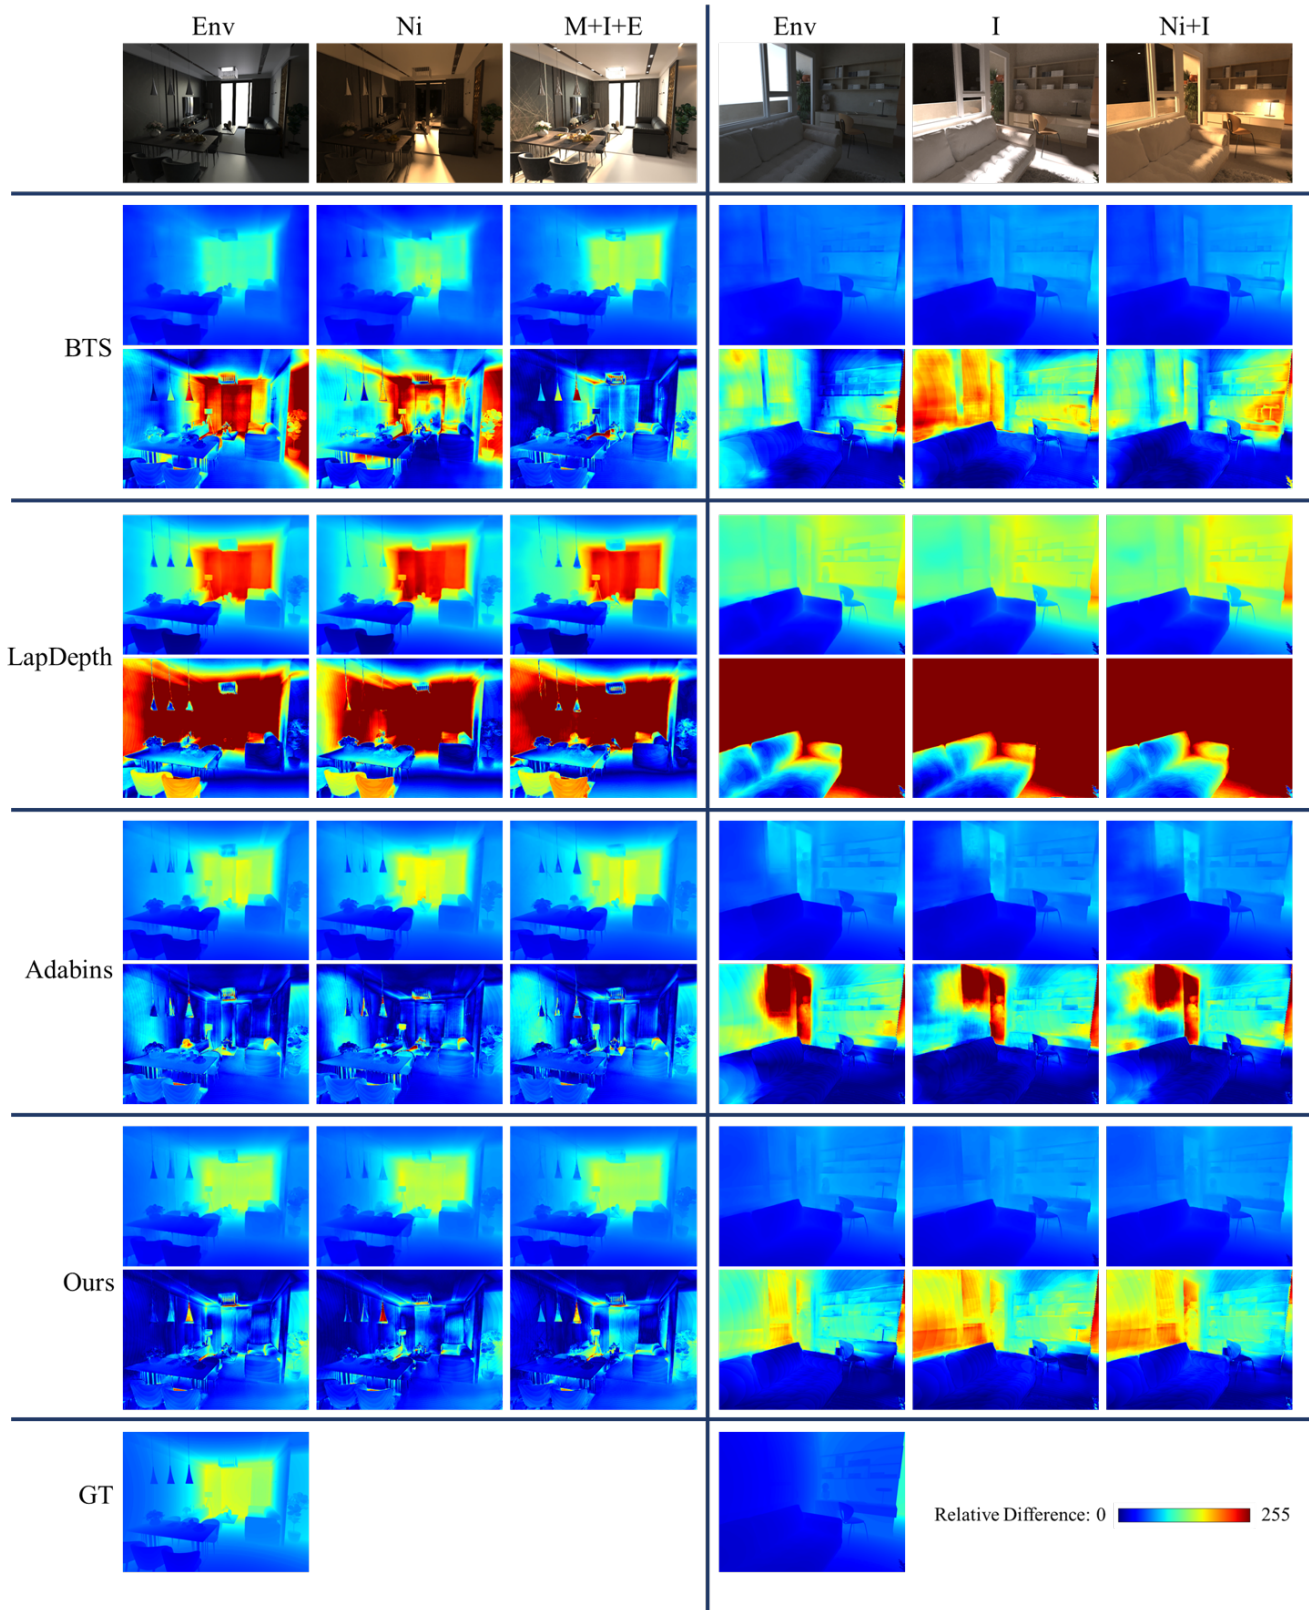 Env Ni M+I+E Env I Ni+I
BTS
LapDepth
Adabins
Ours
GT
Relative Difference: 0 255